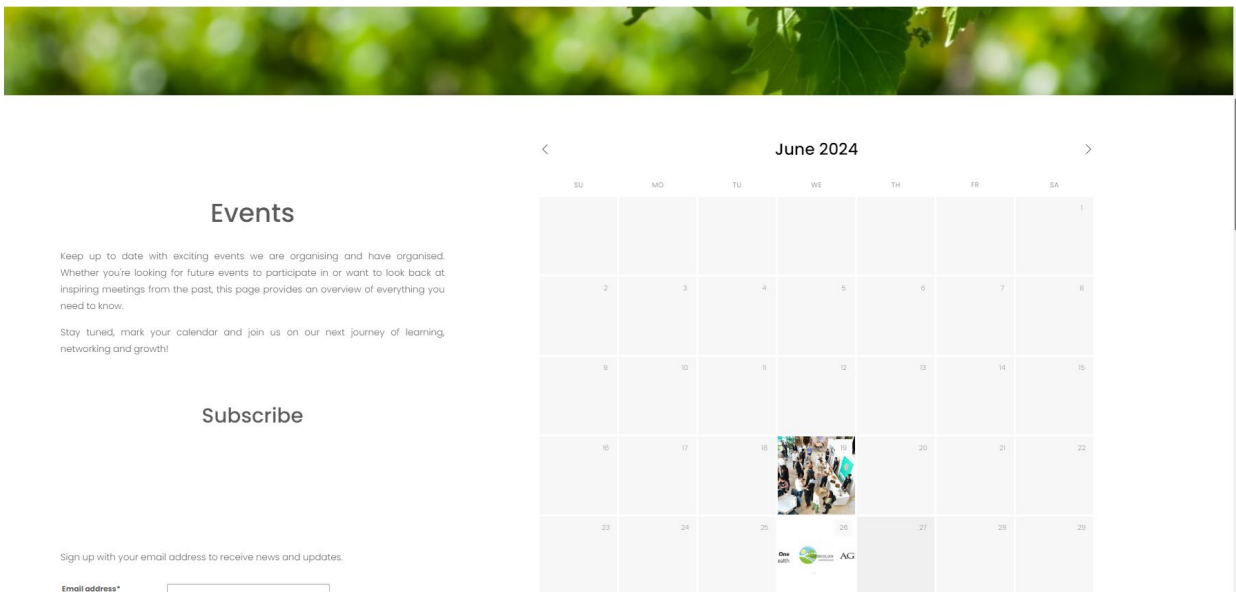 Events
Keep up to date with exciting events we are organising and have organised.
Whether you're looking for future events to participate in or want to look back at
inspiring meetings from the past, this page provides an overview of everything you
need to know.
Stay tuned, mark your calendar and join us on our next journey of learning,
networking and growth!
Subscribe
Sign up with your email address to receive news and updates.
Email address*
June 2024
SU MO TU WE TH FR SA
1
2 3 4 5 6 7 8
9 10 11 12 13 14 15
16 17 18 19 20 21 22
23 24 25 26 27 28 29
One
AG